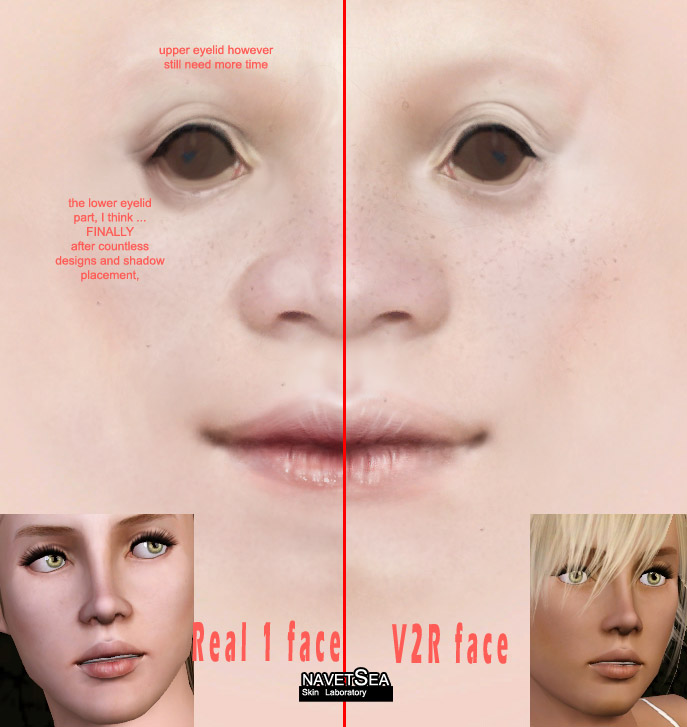 upper eyelid however
still need more time
the lower eyelid
part, I think ...
FINALLY
after countless
designs and shadow
placement,
Real 1 face
V2R face
NAVETSEA
Skin Laboratory